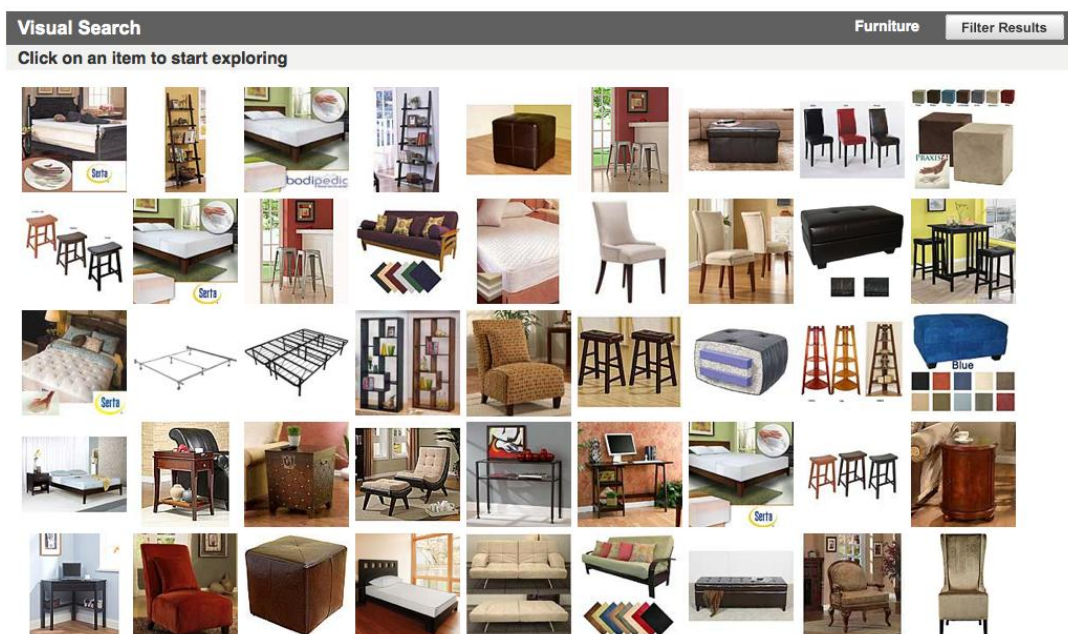 Visual Search
Furniture
Filter Results
Click on an item to start exploring
Serta
bodipedic
PRAXIS
Serta
Serta
Blue
Serta